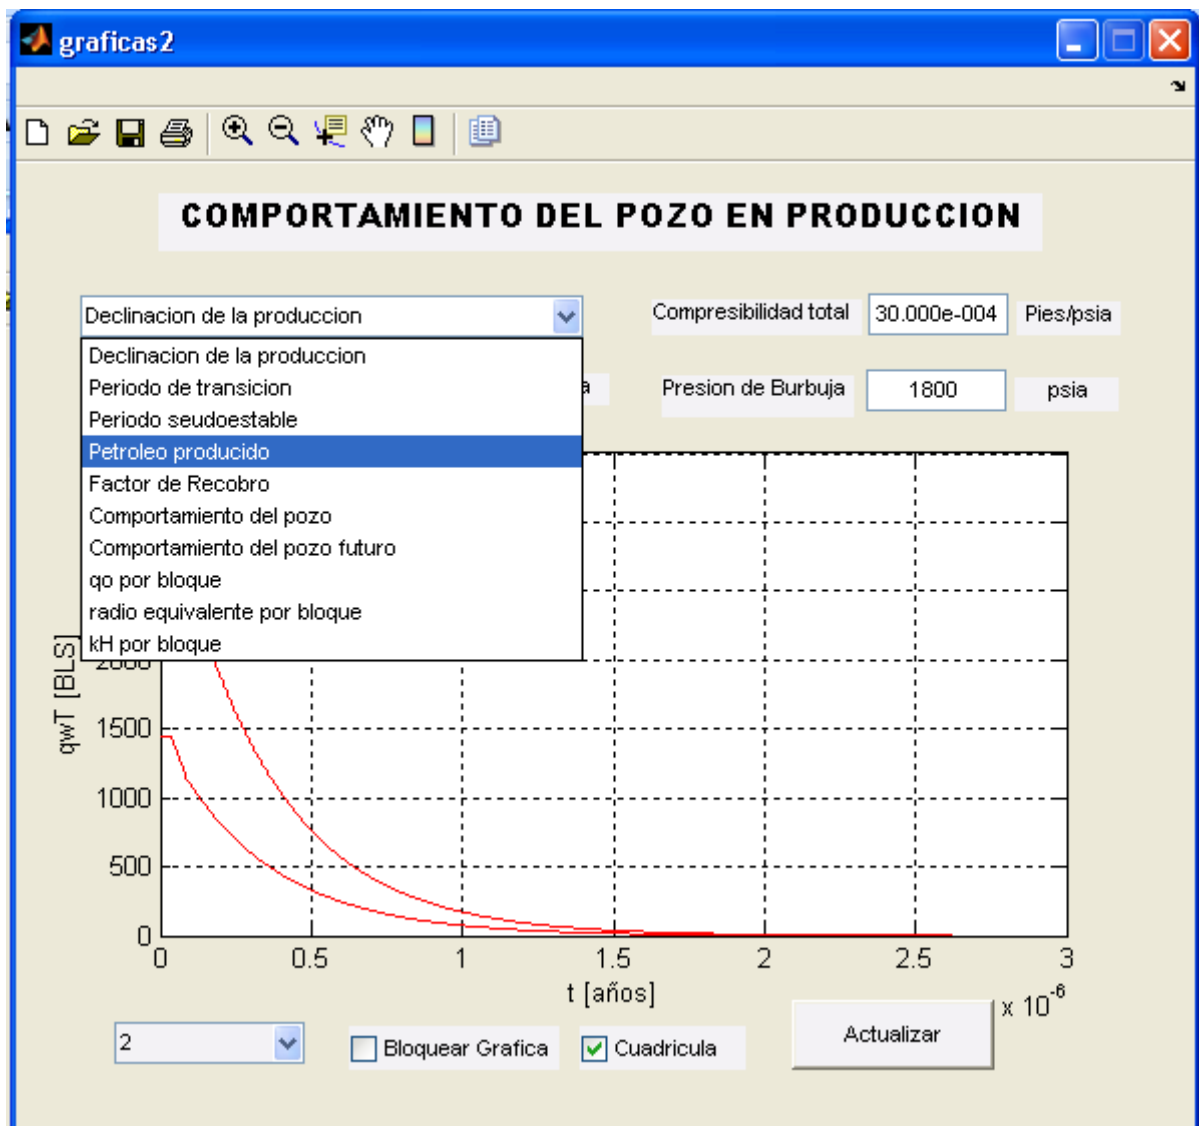 graficas2
COMPORTAMIENTO DEL POZO EN PRODUCCION
Declinacion de la produccion
Compresibilidad total 30.000e-004 Pies/psia
Declinacion de la produccion
Periodo de transicion
Presion de Burbuja 1800 psia
Periodo seudoestable
Petroleo producido
Factor de Recobro
Comportamiento del pozo
Comportamiento del pozo futuro
qo por bloque
radio equivalente por bloque
kH por bloque
qwT [BLS]
2000
1500
1000
500
0
0 0.5 1 1.5 2 2.5 3
t [años]
x 10-6
2 Bloquear Grafica Cuadricula Actualizar